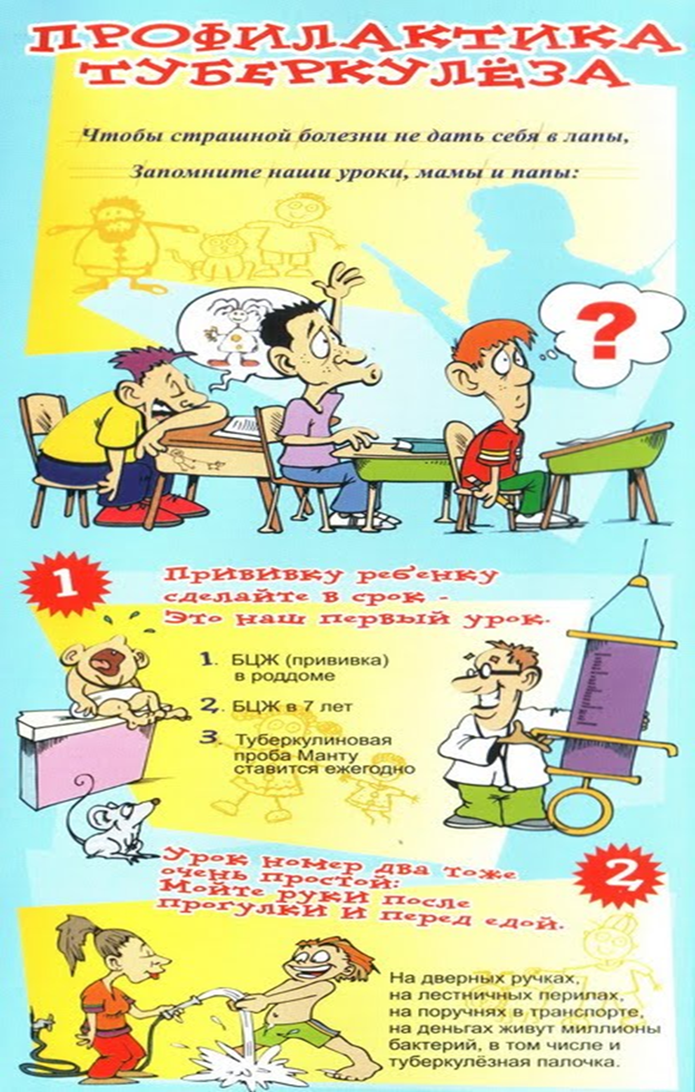 ПРОФИЛАКТИКА
ТУБЕРКУЛЁЗА
Чтобы страшной болезни не дать себя в лапы,
Запомните наши уроки, мамы и папы:
?
1
Прививку ребенку
сделайте в срок -
Это наш первый урок.
1. БЦЖ (прививка)
в роддоме
2. БЦЖ в 7 лет
3. Туберкулиновая
проба Манту
ставится ежегодно
2
Урок номер два тоже
очень простой:
Мойте руки после
прогулки и перед едой.
На дверных ручках,
на лестничных перилах,
на поручнях в транспорте,
на деньгах живут миллионы
бактерий, в том числе и
туберкулёзная палочка.